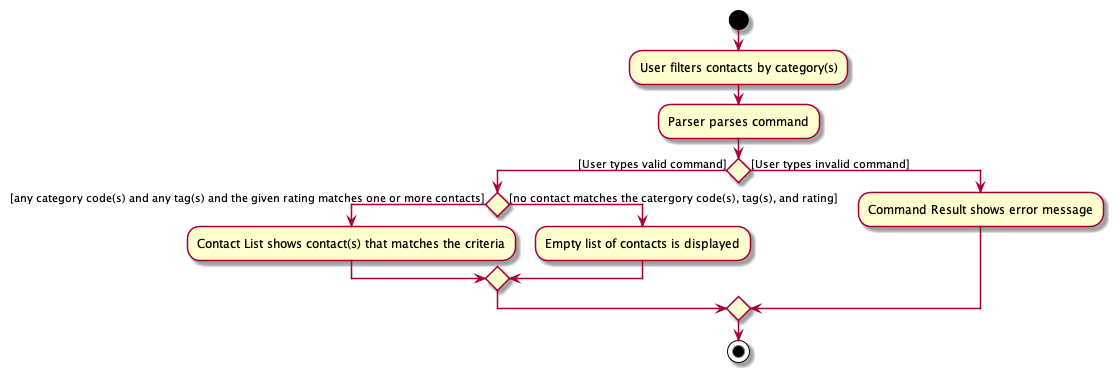 User filters contacts by category(s)
Parser parses command
[User types valid command]
[User types invalid command]
[any category code(s) and any tag(s) and the given rating matches one or more contacts]
[no contact matches the catergory code(s), tag(s), and rating]
Command Result shows error message
Contact List shows contact(s) that matches the criteria
Empty list of contacts is displayed